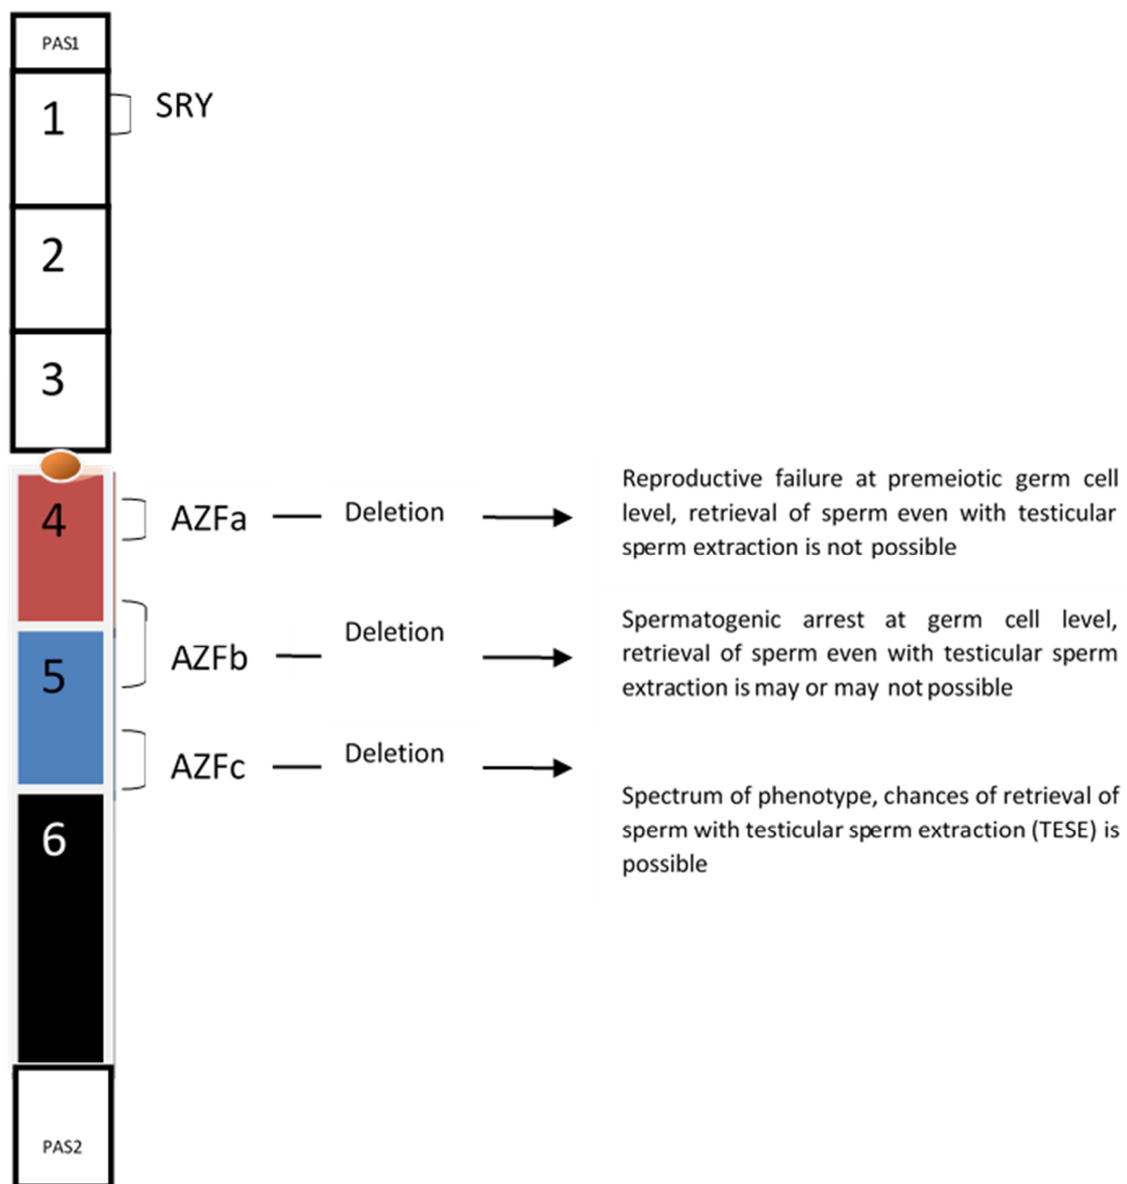 PAS1
1
SRY
2
3
4
AZFa
Deletion
Reproductive failure at premeiotic germ cell
level, retrieval of sperm even with testicular
sperm extraction is not possible
5
AZFb
Deletion
Spermatogenic arrest at germ cell level,
retrieval of sperm even with testicular sperm
extraction is may or may not possible
AZFc
Deletion
Spectrum of phenotype, chances of retrieval of
sperm with testicular sperm extraction (TESE) is
possible
6
PAS2